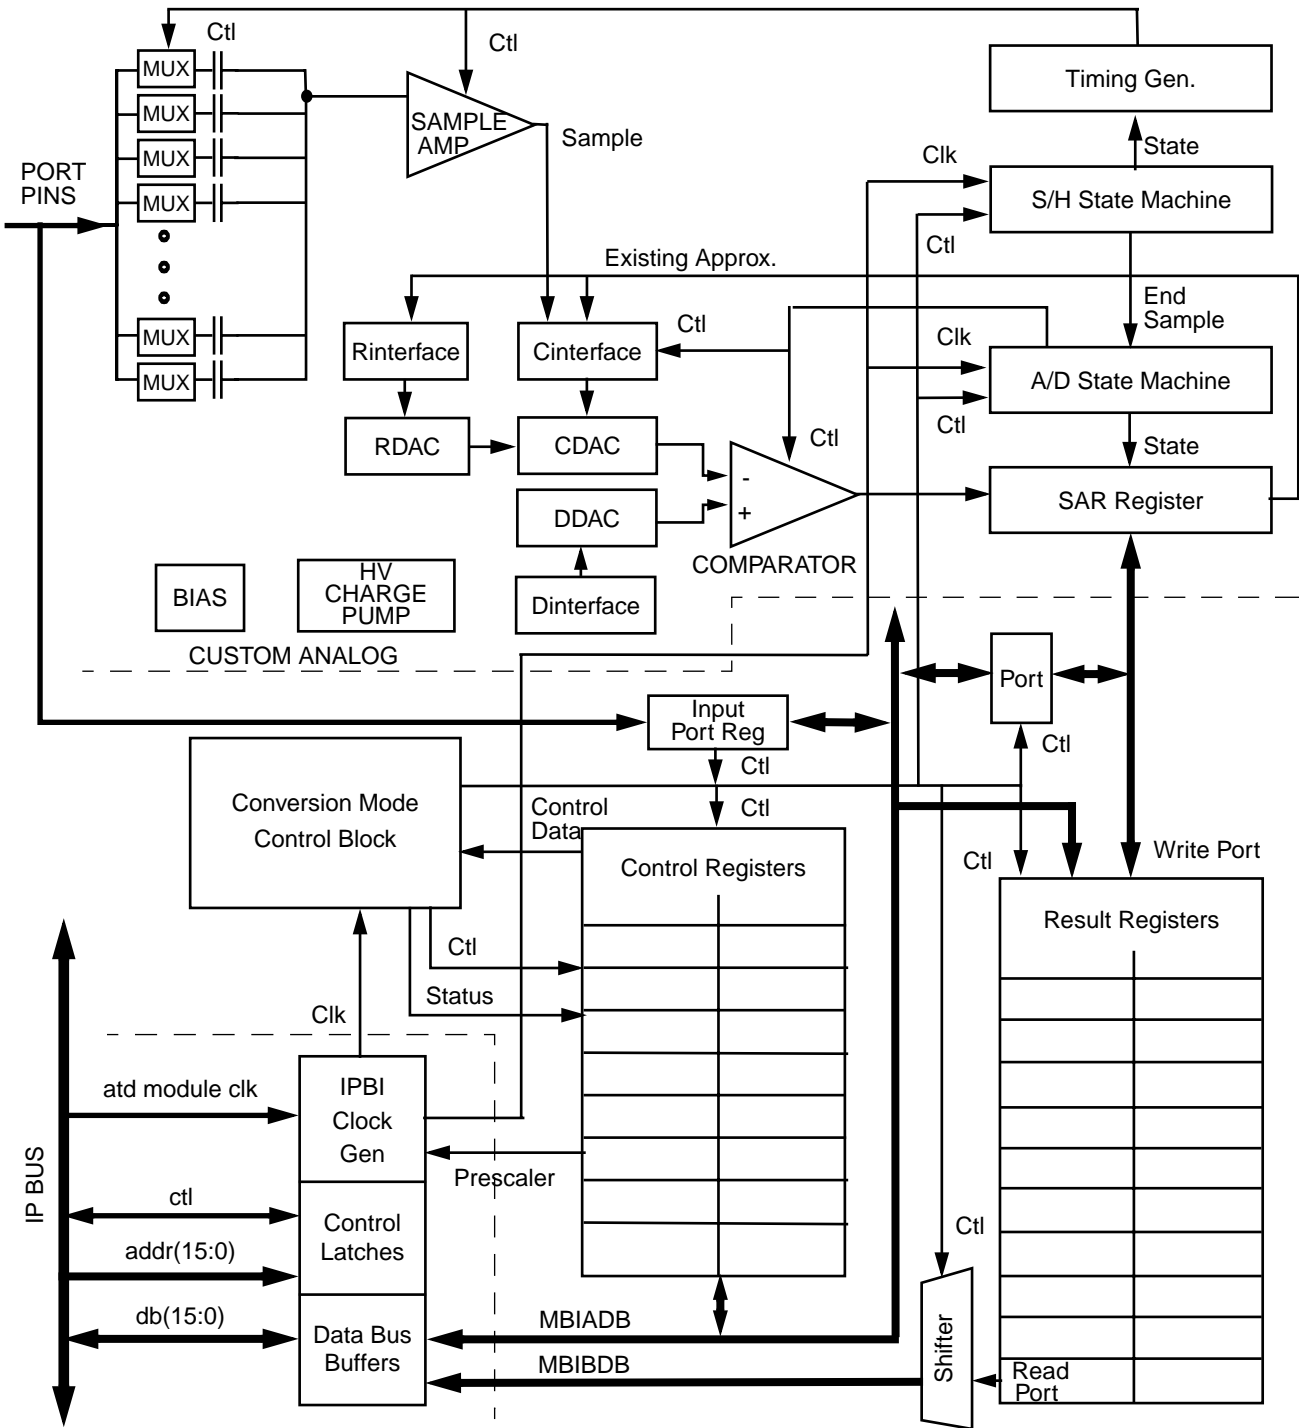 Ctl
MUX
MUX
MUX
MUX
MUX
MUX
PORT
PINS
Ctl
SAMPLE
AMP
Sample
Timing Gen.
State
Clk
S/H State Machine
Ctl
Existing Approx.
End
Sample
Rinterface
Cinterface
Ctl
Clk
A/D State Machine
Ctl
RDAC
CDAC
Ctl
State
-
+
SAR Register
DDAC
COMPARATOR
BIAS
HV
CHARGE
PUMP
Dinterface
CUSTOM ANALOG
Port
Input
Port Reg
Ctl
Ctl
Conversion Mode
Control Block
Control
Data
Ctl
Control Registers
Ctl
Write Port
Result Registers
Ctl
Status
Clk
atd module clk
IPBI
Clock
Gen
Prescaler
IP BUS
ctl
Control
Latches
addr(15:0)
Ctl
db(15:0)
Data Bus
Buffers
MBIADB
MBIBDB
Shifter
Read
Port